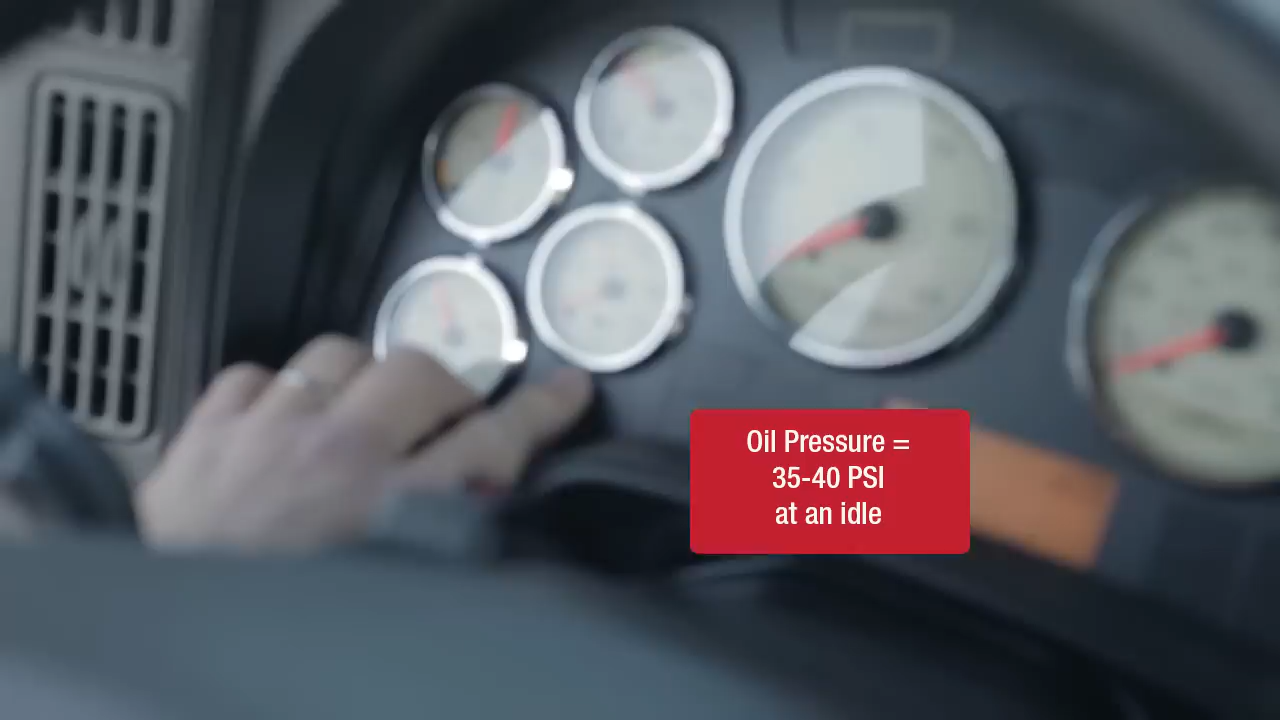 Oil Pressure =
35-40 PSI
at an idle